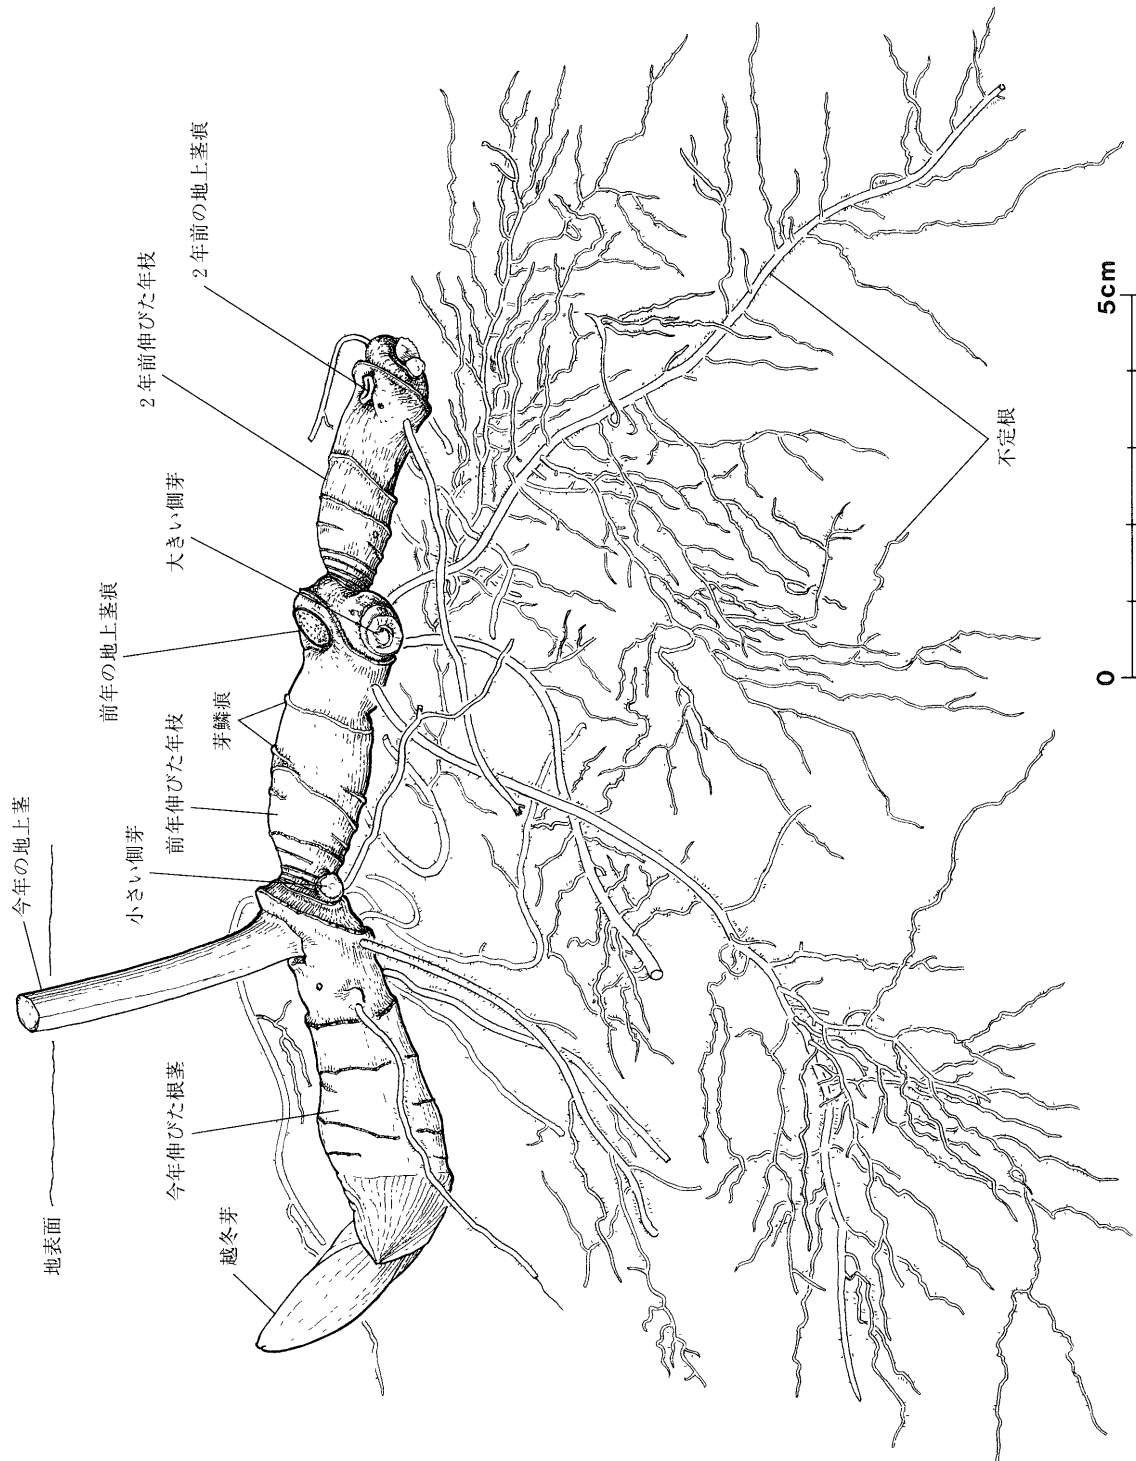 地表面
越冬芽
今年伸びた根茎
今年の地上茎
小さい側芽
前年伸びた年枝
芽鱗痕
前年の地上茎痕
大きい側芽
2年前伸びた年枝
2年前の地上茎痕
不定根
0
5cm